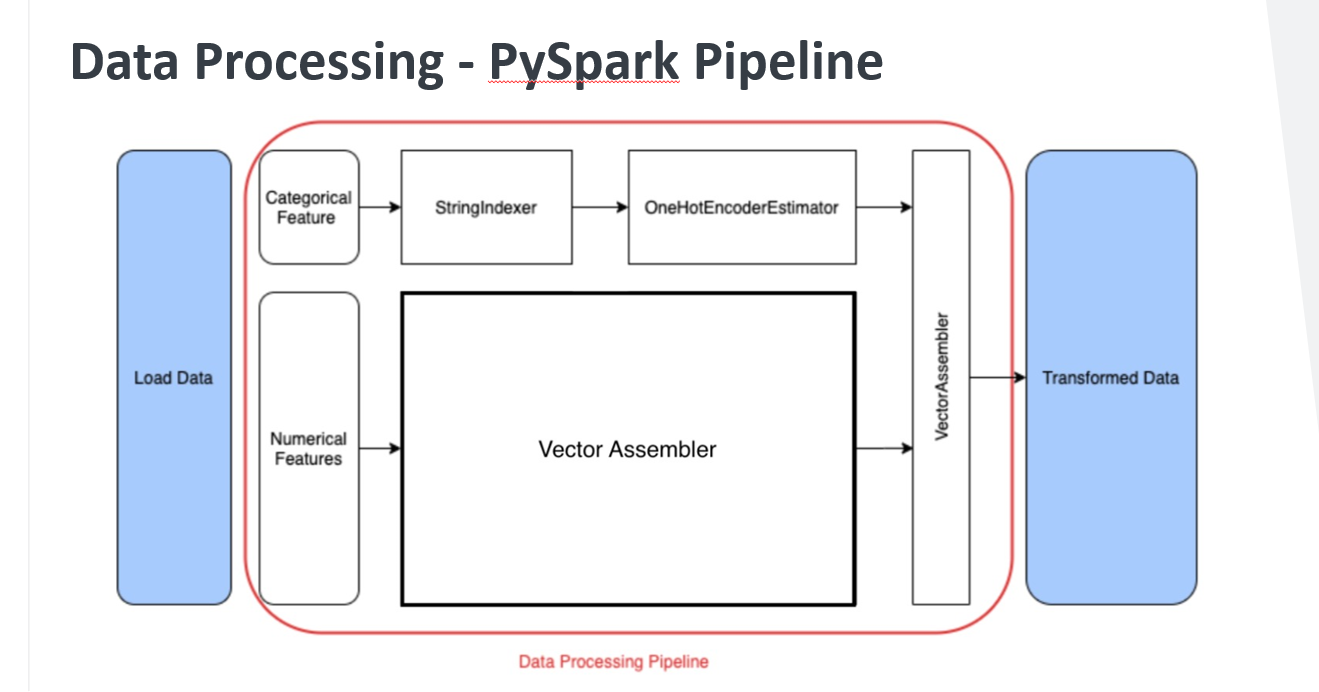 Data Processing - PySpark Pipeline
Categorical
Feature
StringIndexer
OneHotEncoderEstimator
Load Data
Numerical
Features
Vector Assembler
VectorAssembler
Transformed Data
Data Processing Pipeline